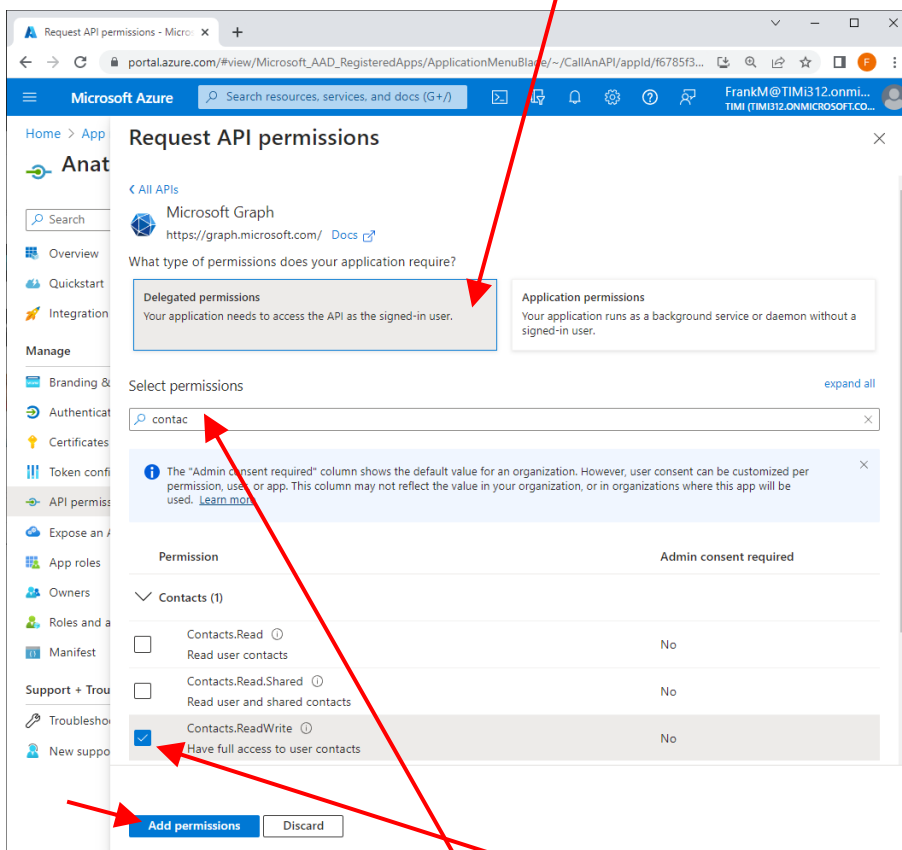 Request API permissions - Micro
portal.azure.com/#view/Microsoft_AAD_RegisteredApps/ApplicationMenuBlade/~/CallAnAPI/appId/f6785f3...
F
Microsoft Azure
Search resources, services, and docs (G+/)
FrankM@TIMi312.onmi...
TIMI (TIMI312.ONMICROSOFT.CO...
Home > App
Anat
Search
Overview
Quickstart
Integration
Manage
Branding &
Authenticat
Certificates
Token confi
API permiss
Expose an A
App roles
Owners
Roles and a
Manifest
Support + Trou
Troubleshoo
New suppo
Request API permissions
All APIs
Microsoft Graph
https://graph.microsoft.com/ Docs
What type of permissions does your application require?
Delegated permissions
Your application needs to access the API as the signed-in user.
Application permissions
Your application runs as a background service or daemon without a
signed-in user.
Select permissions
expand all
contac
The "Admin consent required" column shows the default value for an organization. However, user consent can be customized per
permission, user, or app. This column may not reflect the value in your organization, or in organizations where this app will be
used. Learn more
Permission
Admin consent required
Contacts (1)
Contacts.Read
Read user contacts
No
Contacts.Read.Shared
Read user and shared contacts
No
Contacts.ReadWrite
Have full access to user contacts
No
Add permissions
Discard